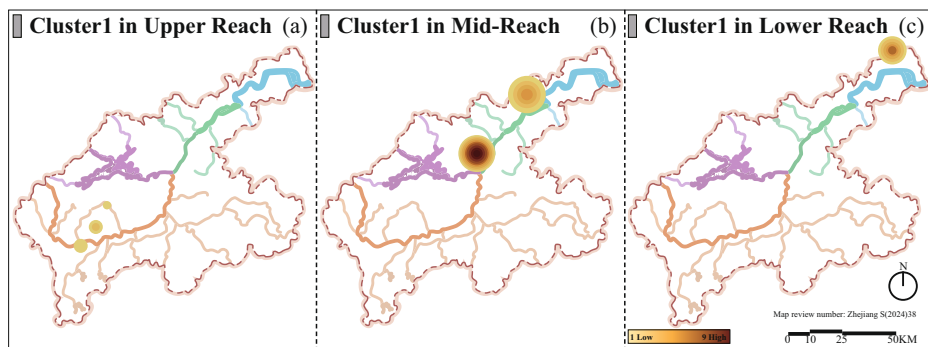 Cluster1 in Upper Reach (a)
Cluster1 in Mid-Reach (b)
Cluster1 in Lower Reach (c)
N
Map review number: Zhejiang S(2024)38
1 Low 9 High
0 10 25 50KM